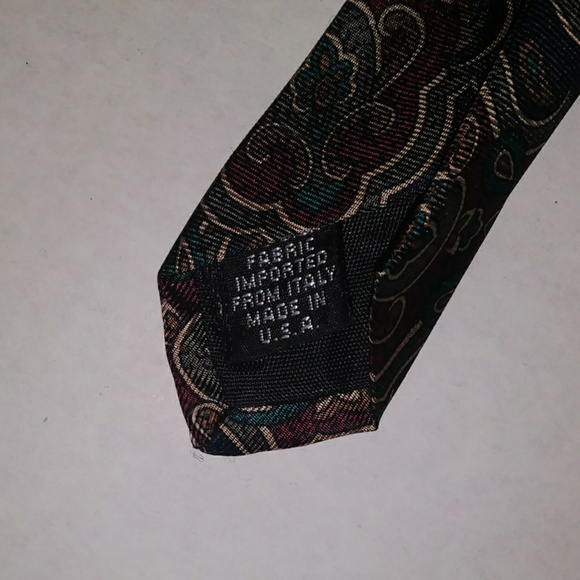 FABRIC
IMPORTED
FROM ITALY
MADE IN
U.S.A.